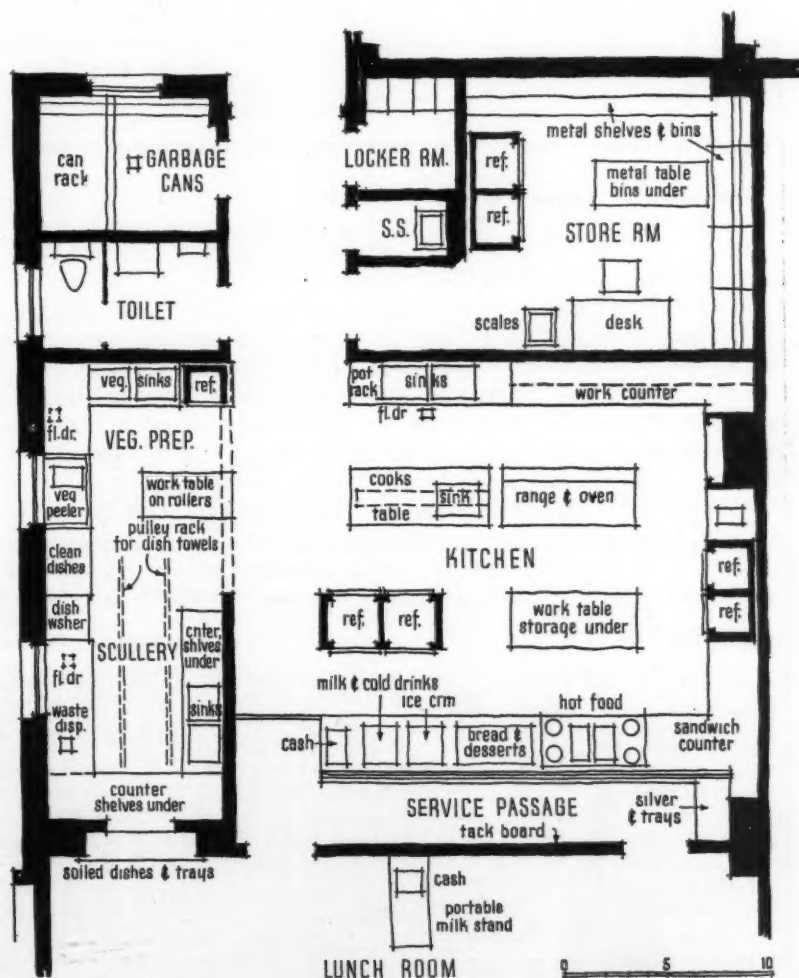 can
rack
GARBAGE
CANS
LOCKER RM.
S.S.
ref.
ref.
metal shelves & bins
metal table
bins under
STORE RM
scales
desk
TOILET
veg.
sinks
ref.
fl.dr.
VEG. PREP.
veg
peeler
work table
on rollers
pulley rack
for dish towels
clean
dishes
dish
wsher
SCULLERY
cnter,
shlves
under
sinks
fl.dr
waste
disp.
counter
shelves under
soiled dishes & trays
pot
rack
sinks
fl.dr
work counter
cooks
table
sink
range & oven
KITCHEN
ref.
ref.
ref.
ref.
work table
storage under
milk & cold drinks
ice crm
hot food
cash
bread &
desserts
sandwich
counter
SERVICE PASSAGE
silver
& trays
tack board
cash
portable
milk stand
LUNCH ROOM
0 5 10